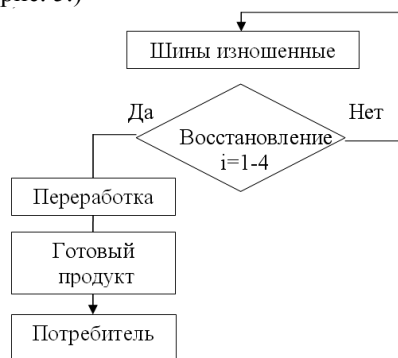 рис. 3.)
Шины изношенные
Да
Нет
Восстановление
i=1-4
Переработка
Готовый
продукт
Потребитель